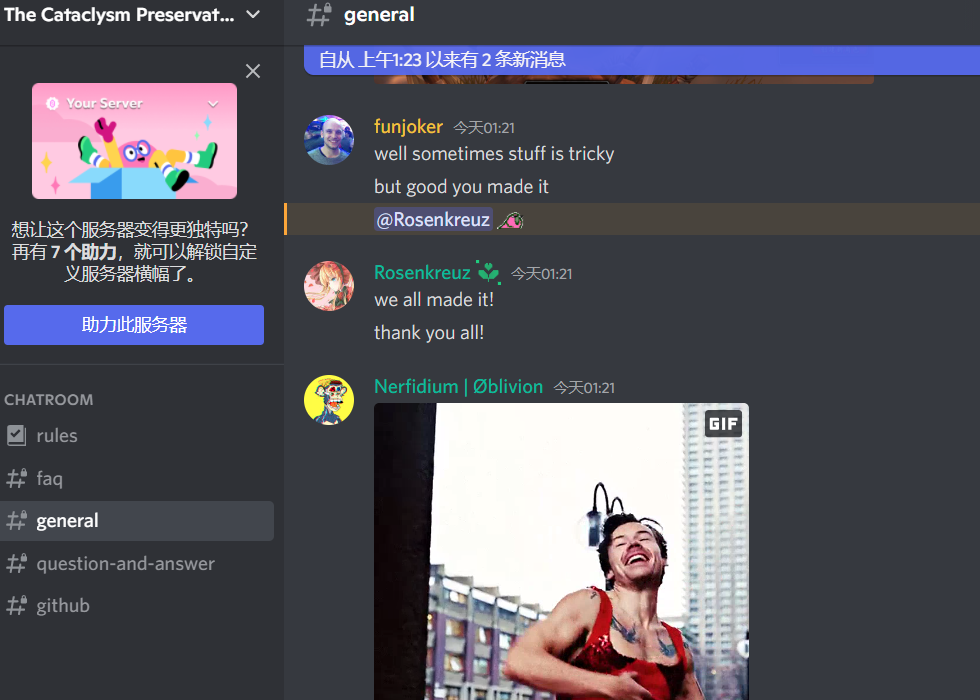 The Cataclysm Preservat...
general
自从 上午1:23 以来有 2 条新消息
Your Server
想让这个服务器变得更独特吗？
再有 7 个助力，就可以解锁自定
义服务器横幅了。
助力此服务器
CHATROOM
rules
faq
general
question-and-answer
github
funjoker 今天01:21
well sometimes stuff is tricky
but good you made it
@Rosenkreuz
Rosenkreuz 今天01:21
we all made it!
thank you all!
Nerfidium | Øblivion 今天01:21
GIF